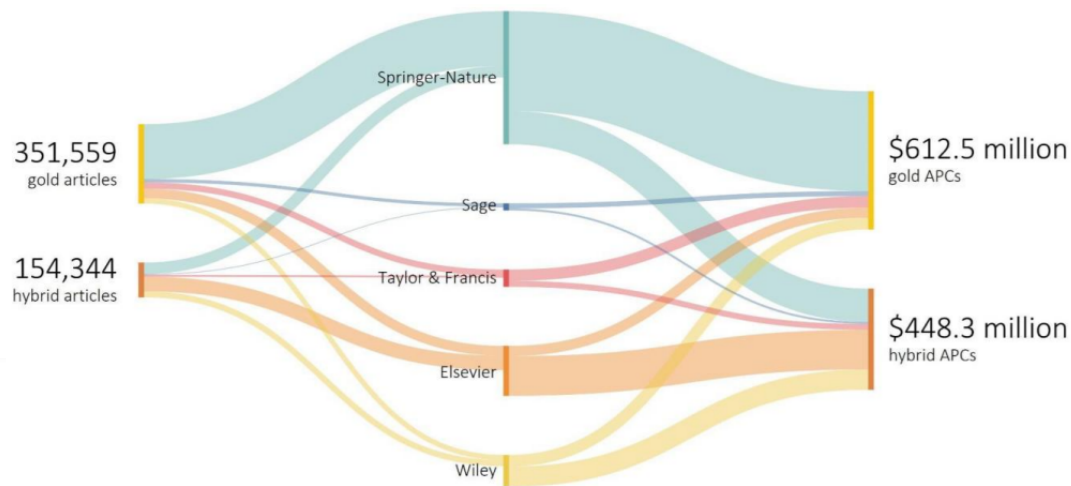 351,559
gold articles
154,344
hybrid articles
Springer-Nature
Sage
Taylor & Francis
Elsevier
Wiley
$612.5 million
gold APCs
$448.3 million
hybrid APCs